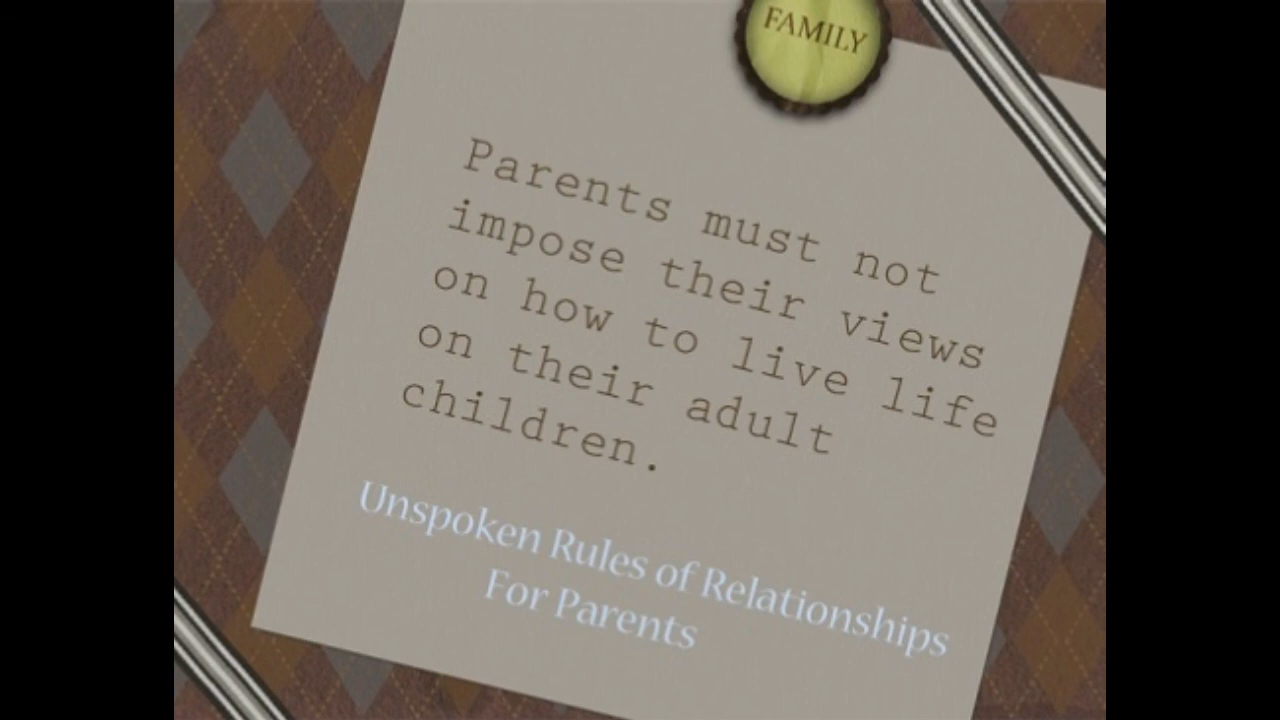 FAMILY
Parents must not
impose their views
on how to live life
on their adult
children.
Unspoken Rules of Relationships
For Parents